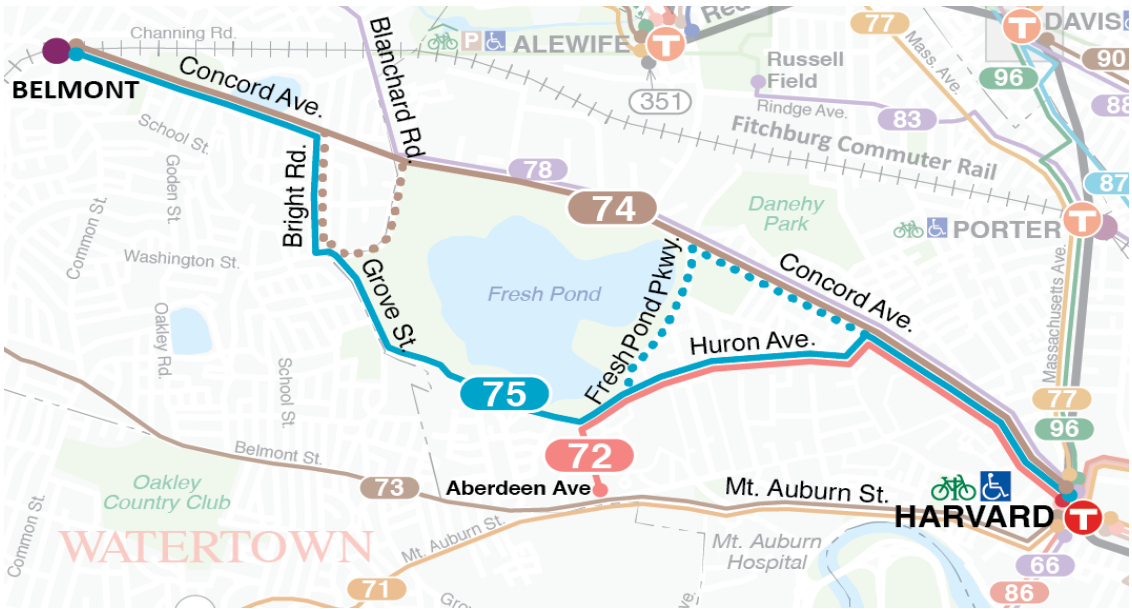 Channing Rd.
BELMONT
Concord Ave.
Blanchard Rd.
P
ALEWIFE
T
Red
351
77
Mass. Ave.
T
DAVIS
96
90
88
Russell
Field
Rindge Ave.
83
Fitchburg Commuter Rail
87
School St.
Goden St.
Common St.
Washington St.
Oakley Rd.
School St.
Bright Rd.
Grove St.
78
74
Danehy
Park
PORTER
T
Fresh Pond
Fresh Pond Pkwy.
Concord Ave.
Huron Ave.
Massachusetts Ave.
75
72
77
96
Belmont St.
73
Aberdeen Ave
Mt. Auburn St.
HARVARD
T
Oakley
Country Club
Common St.
WATERTOWN
Mt. Auburn St.
71
Mt. Auburn
Hospital
66
86
Ave.